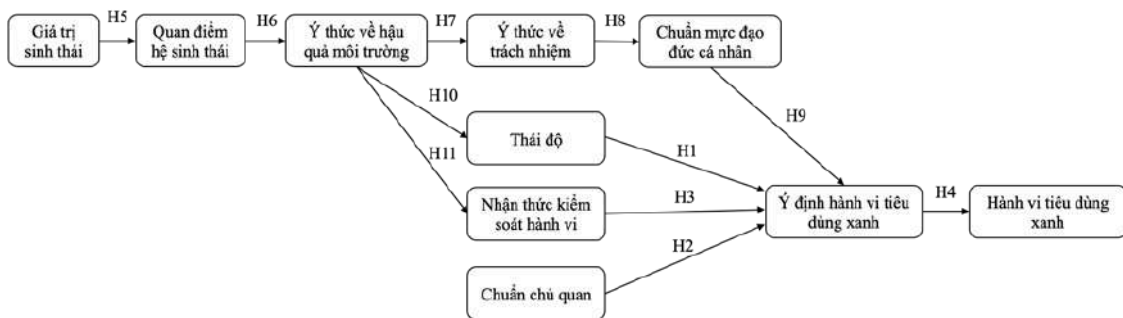 H5
H6
H7
H8
Giá trị
sinh thái
Quan điểm
hệ sinh thái
Ý thức về hậu
quả môi trường
Ý thức về
trách nhiệm
Chuẩn mực đạo
đức cá nhân
H10
H9
Thái độ
H1
H11
Nhận thức kiểm
soát hành vi
H3
Ý định hành vi tiêu
dùng xanh
H4
Hành vi tiêu dùng
xanh
H2
Chuẩn chủ quan